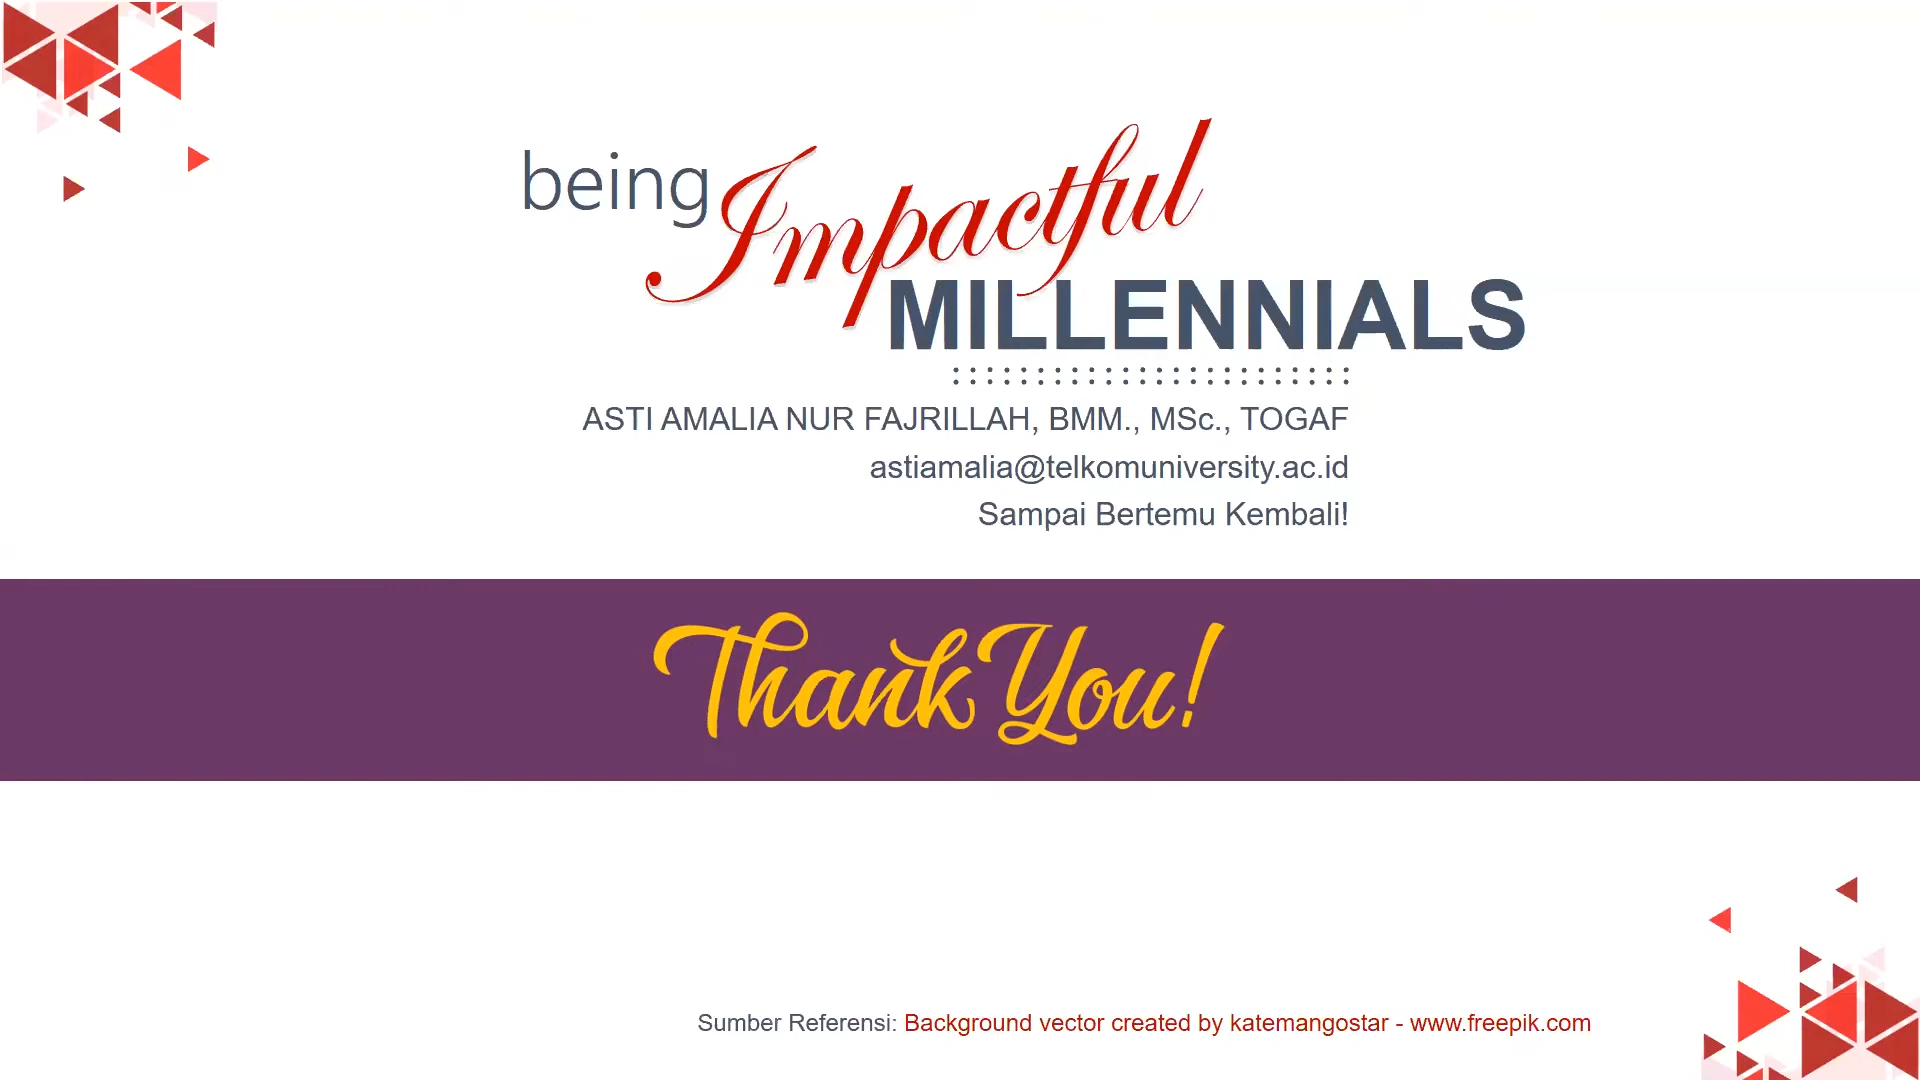 being Impactful
MILLENNIALS
ASTI AMALIA NUR FAJRILLAH, BMM., MSc., TOGAF
astiamalia@telkomuniversity.ac.id
Sampai Bertemu Kembali!
Thank You!
Sumber Referensi: Background vector created by katemangostar - www.freepik.com